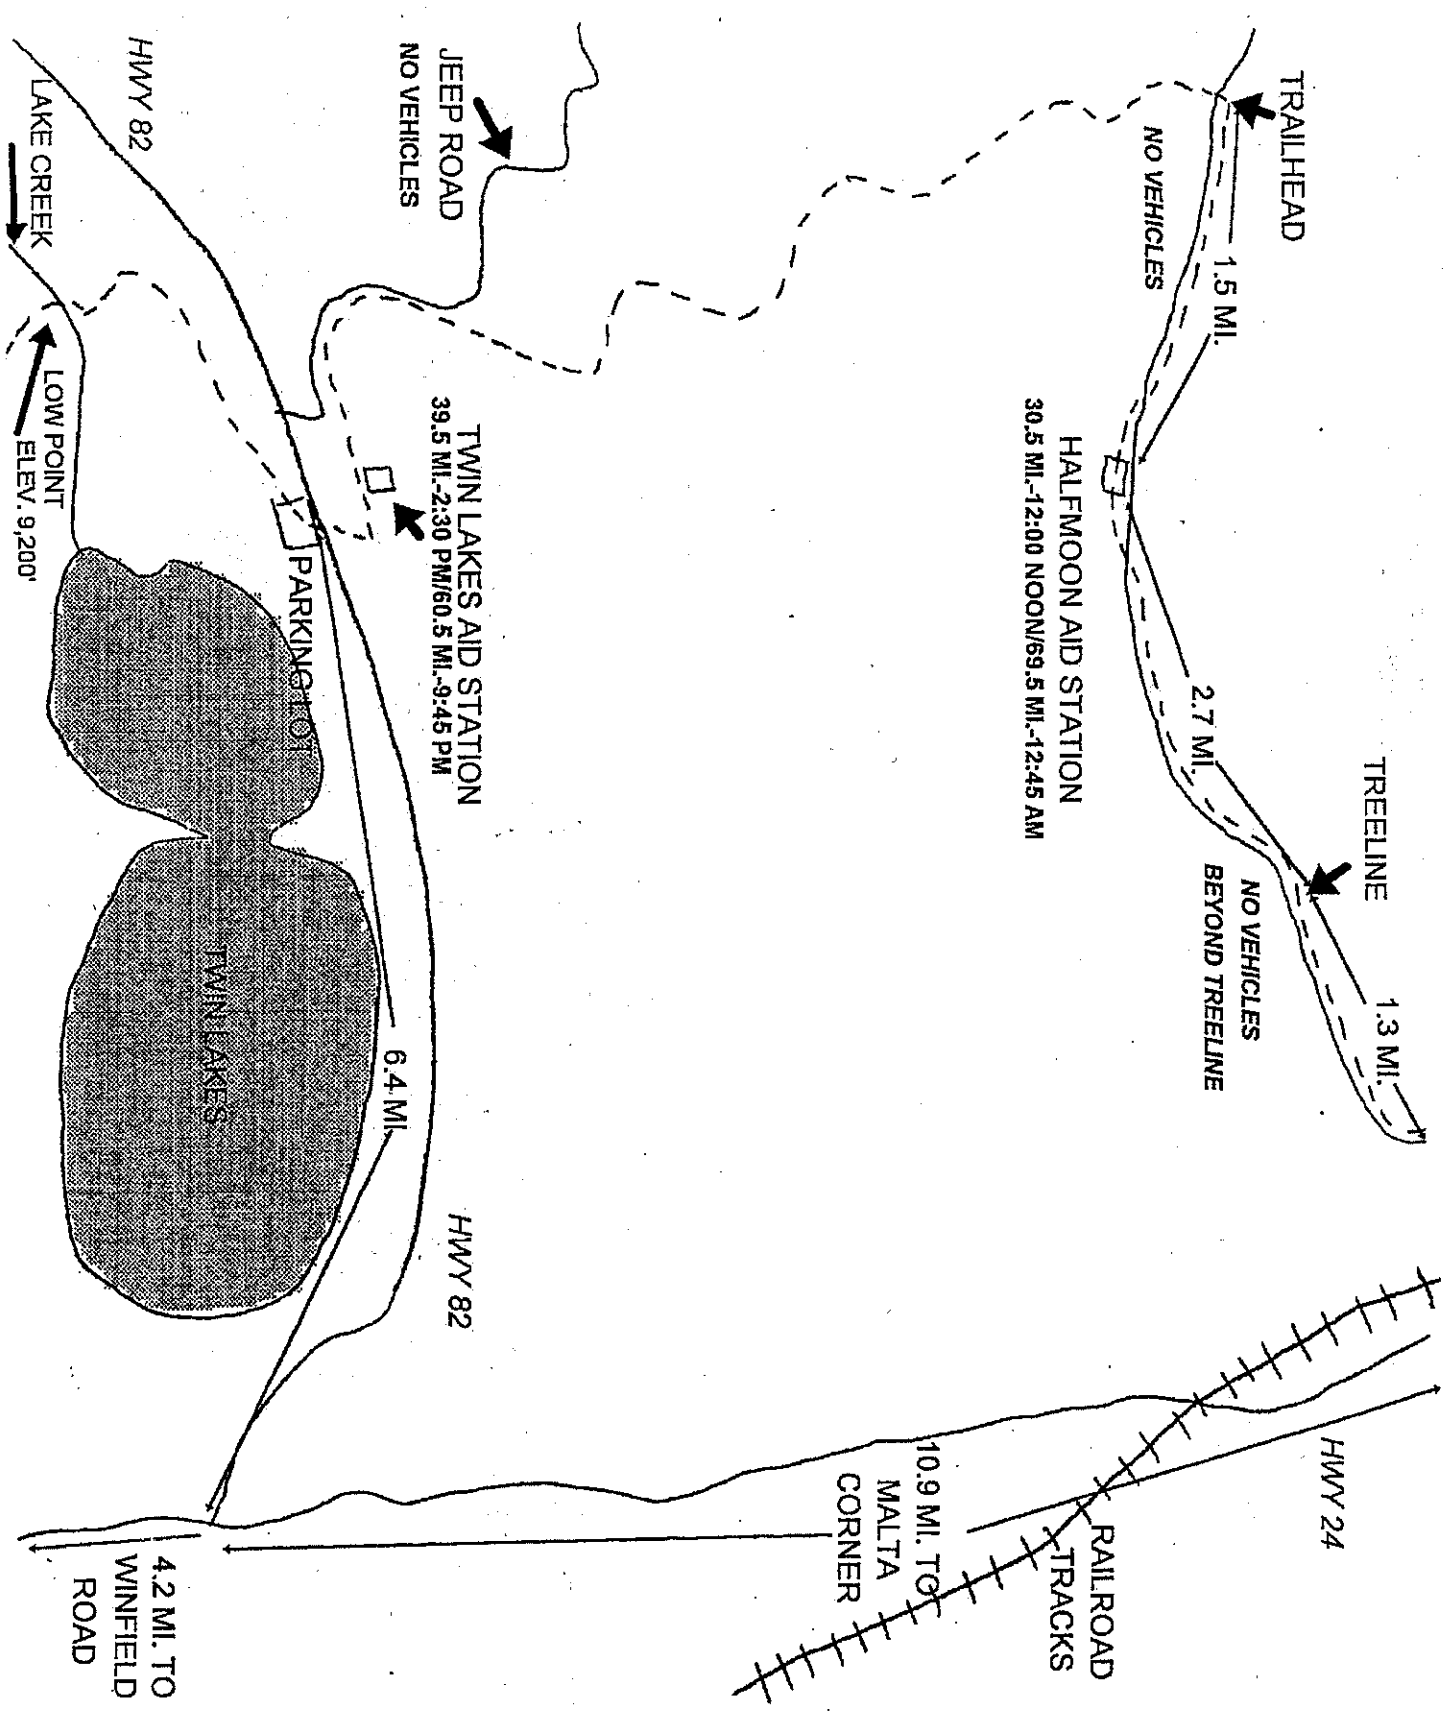 TRAILHEAD
1.5 MI.
NO VEHICLES
HALFMOON AID STATION
30.5 MI.-12:00 NOON/69.5 MI.-12:45 AM
2.7 MI.
TREELINE
NO VEHICLES
BEYOND TREELINE
1.3 MI.
HWY 24
RAILROAD
TRACKS
10.9 MI. TO
MALTA
CORNER
JEEP ROAD
NO VEHICLES
TWIN LAKES AID STATION
39.5 MI.-2:30 PM/60.5 MI.-9:45 PM
HWY 82
HWY 82
LAKE CREEK
LOW POINT
ELEV. 9,200'
PARKING LOT
TWIN LAKES
6.4 MI.
4.2 MI. TO
WINFIELD
ROAD